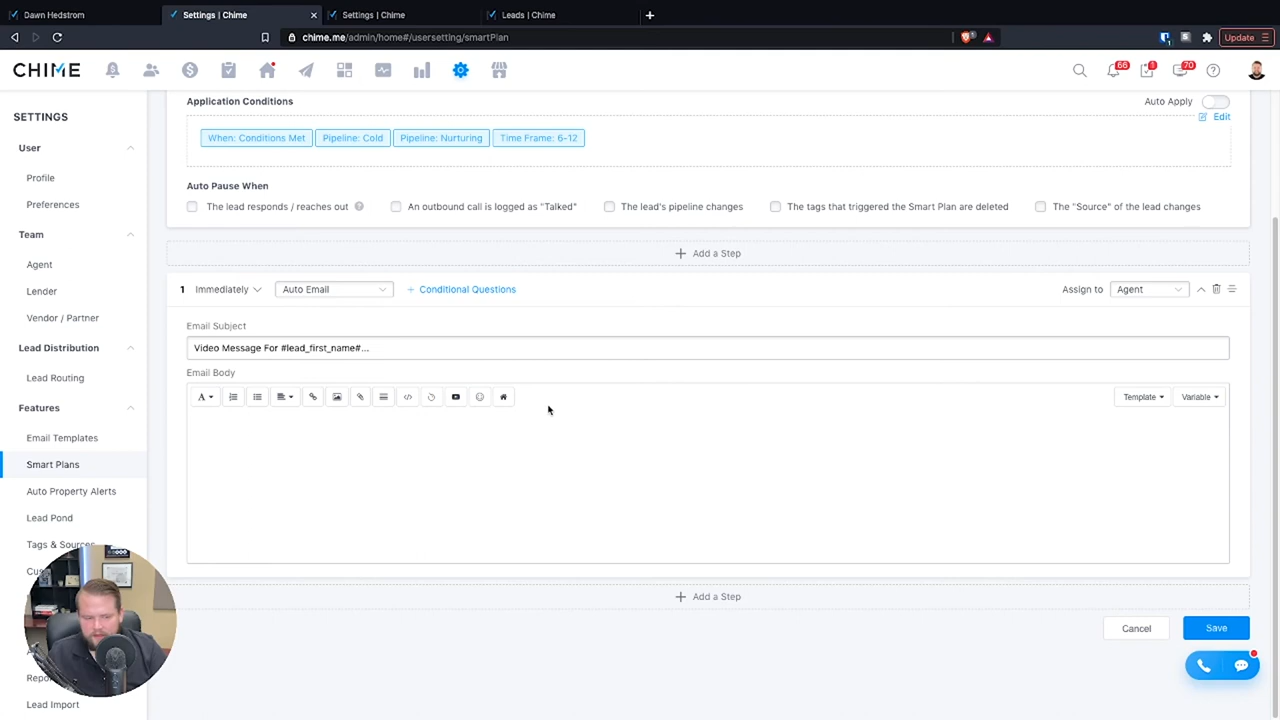 Dawn Hedstrom
Settings | Chime
Settings | Chime
Leads | Chime
chime.me/admin/home#/usersetting/smartPlan
Update
CHIME
66
1
70
SETTINGS
User
Profile
Preferences
Team
Agent
Lender
Vendor / Partner
Lead Distribution
Lead Routing
Features
Email Templates
Smart Plans
Auto Property Alerts
Lead Pond
Tags & Sources
Lead Import
Application Conditions
Auto Apply
Edit
When: Conditions Met
Pipeline: Cold
Pipeline: Nurturing
Time Frame: 6-12
Auto Pause When
The lead responds / reaches out
An outbound call is logged as "Talked"
The lead's pipeline changes
The tags that triggered the Smart Plan are deleted
The "Source" of the lead changes
Add a Step
1 Immediately Auto Email + Conditional Questions Assign to Agent
Email Subject
Video Message For #lead_first_name#...
Email Body
Template
Variable
Add a Step
Cancel
Save